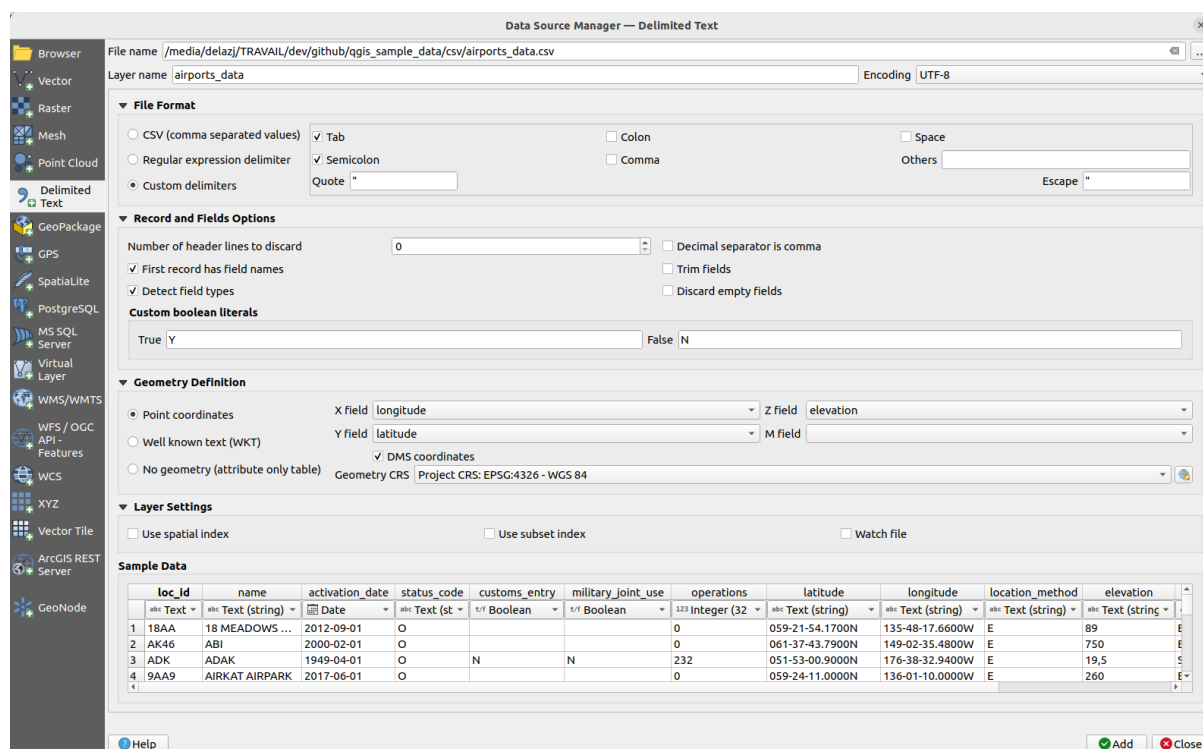 Data Source Manager — Delimited Text
Browser
Vector
Raster
Mesh
Point Cloud
Delimited
Text
GeoPackage
GPS
SpatiaLite
PostgreSQL
MS SQL
Server
Virtual
Layer
WMS/WMTS
WFS / OGC
API -
Features
WCS
XYZ
Vector Tile
ArcGIS REST
Server
GeoNode
File name /media/delazj/TRAVAIL/dev/github/qgis_sample_data/csv/airports_data.csv ...
Layer name airports_data Encoding UTF-8
File Format
CSV (comma separated values) Tab Colon Space
Regular expression delimiter Semicolon Comma Others
Custom delimiters Quote " Escape "
Record and Fields Options
Number of header lines to discard 0 Decimal separator is comma
First record has field names Trim fields
Detect field types Discard empty fields
Custom boolean literals
True Y False N
Geometry Definition
Point coordinates X field longitude Z field elevation
Well known text (WKT) Y field latitude M field
DMS coordinates
No geometry (attribute only table) Geometry CRS Project CRS: EPSG:4326 - WGS 84
Layer Settings
Use spatial index Use subset index Watch file
Sample Data
loc_id name activation_date status_code customs_entry military_joint_use operations latitude longitude location_method elevation
abc Text abc Text (string) Date abc Text (st t/f Boolean t/f Boolean 123 Integer (32 abc Text (string) abc Text (string) abc Text (string) abc Text (string
1 18AA 18 MEADOWS ... 2012-09-01 O 0 059-21-54.1700N 135-48-17.6600W E 89
2 AK46 ABI 2000-02-01 O 0 061-37-43.7900N 149-02-35.4800W E 750
3 ADK ADAK 1949-04-01 O N N 232 051-53-00.9000N 176-38-32.9400W E 19,5
4 9AA9 AIRKAT AIRPARK 2017-06-01 O 0 059-24-11.0000N 136-01-10.0000W E 260
Help Add Close